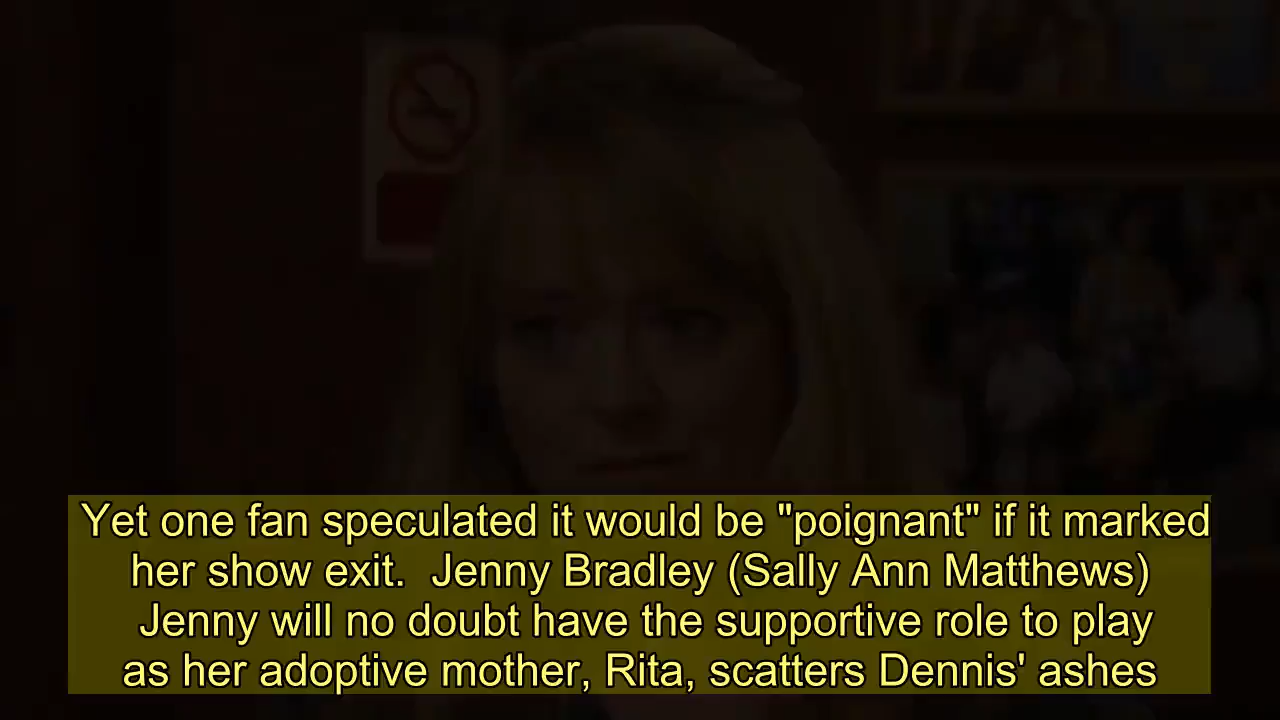 Yet one fan speculated it would be "poignant" if it marked
her show exit.  Jenny Bradley (Sally Ann Matthews)
Jenny will no doubt have the supportive role to play
as her adoptive mother, Rita, scatters Dennis' ashes